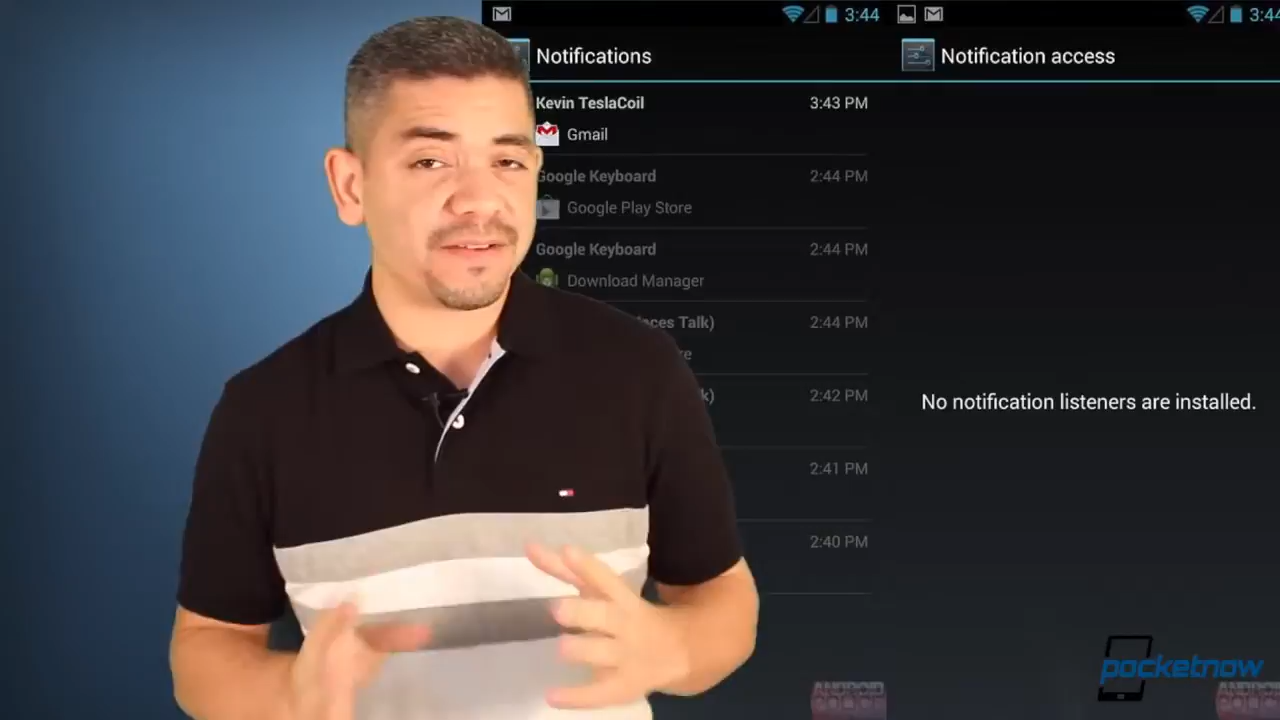 3:44
Notifications
Kevin TeslaCoil
3:43 PM
Gmail
Google Keyboard
2:44 PM
Google Play Store
Google Keyboard
2:44 PM
Download Manager
Talk)
2:44 PM
2:42 PM
2:41 PM
2:40 PM
ANDROID
3:44
Notification access
No notification listeners are installed.
pocketnow